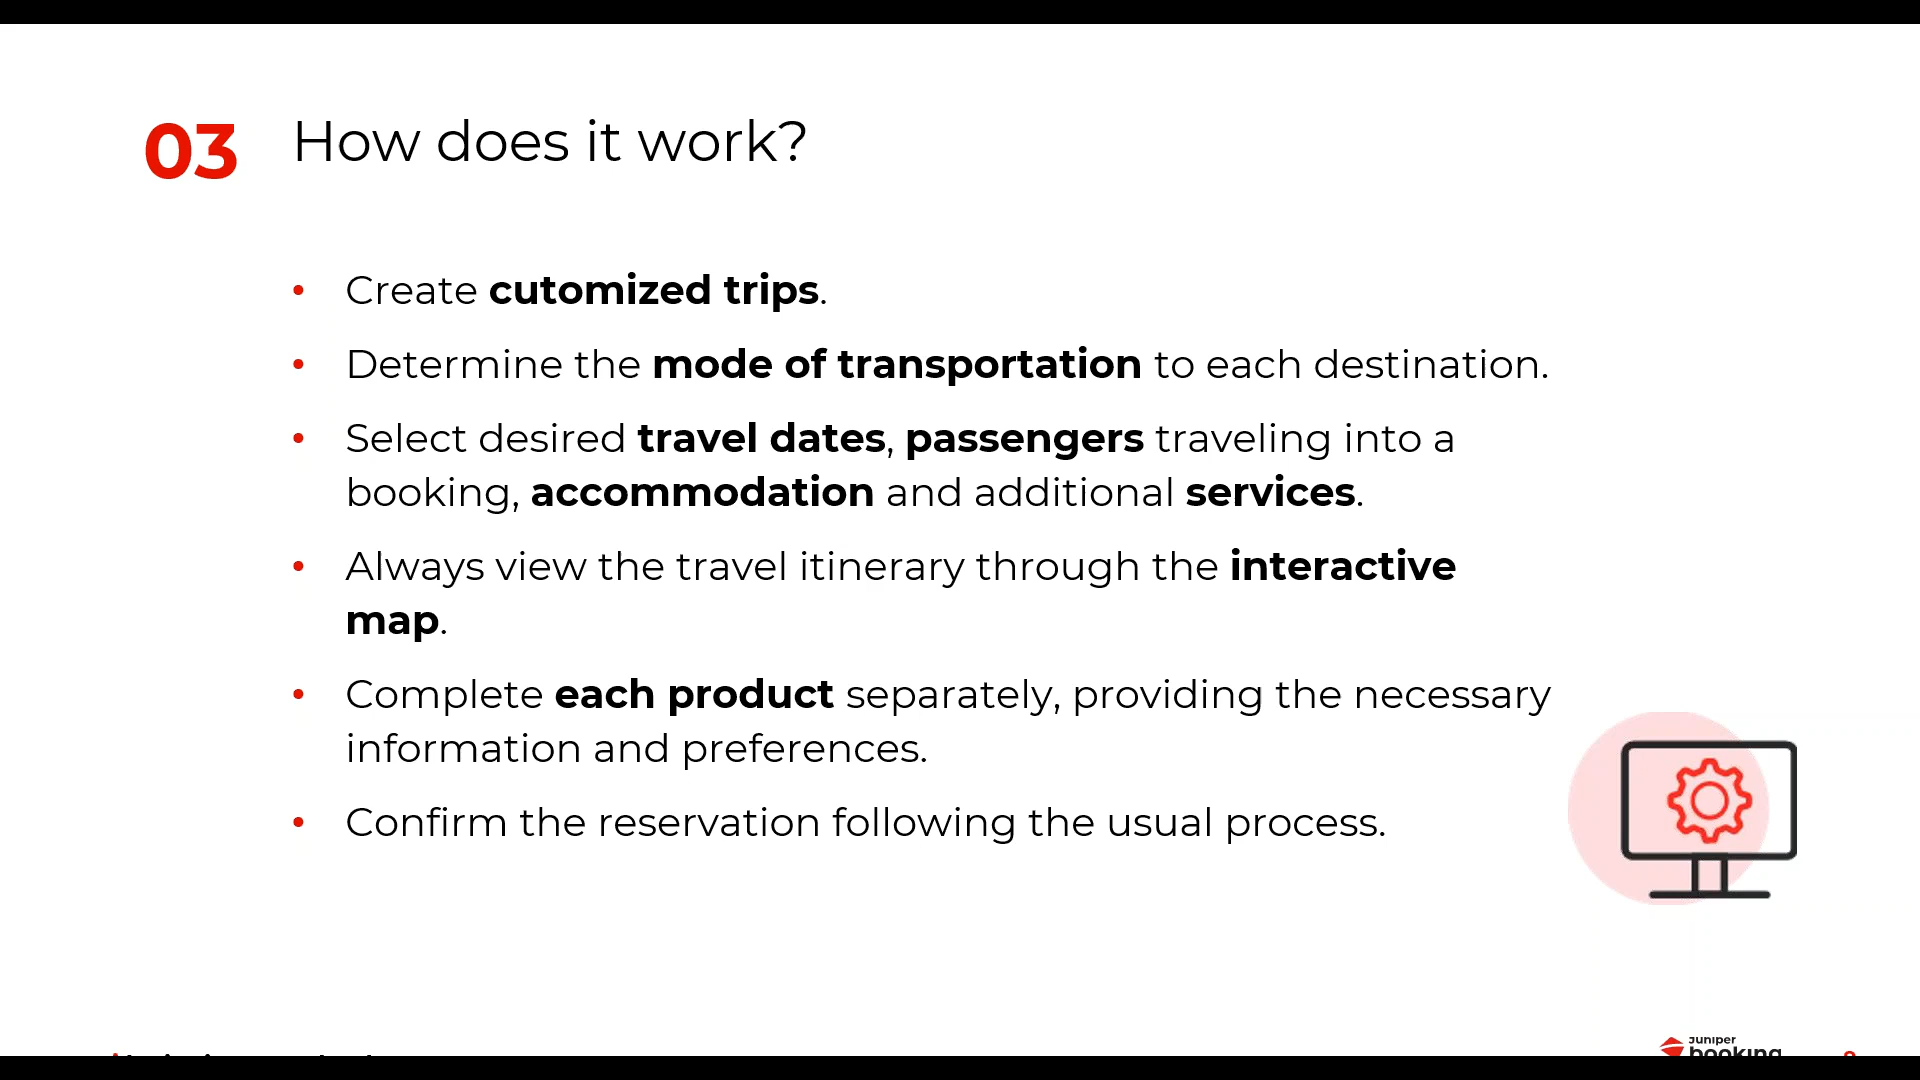 03 How does it work?
• Create cutomized trips.
• Determine the mode of transportation to each destination.
• Select desired travel dates, passengers traveling into a
booking, accommodation and additional services.
• Always view the travel itinerary through the interactive
map.
• Complete each product separately, providing the necessary
information and preferences.
• Confirm the reservation following the usual process.
Juniper
booking